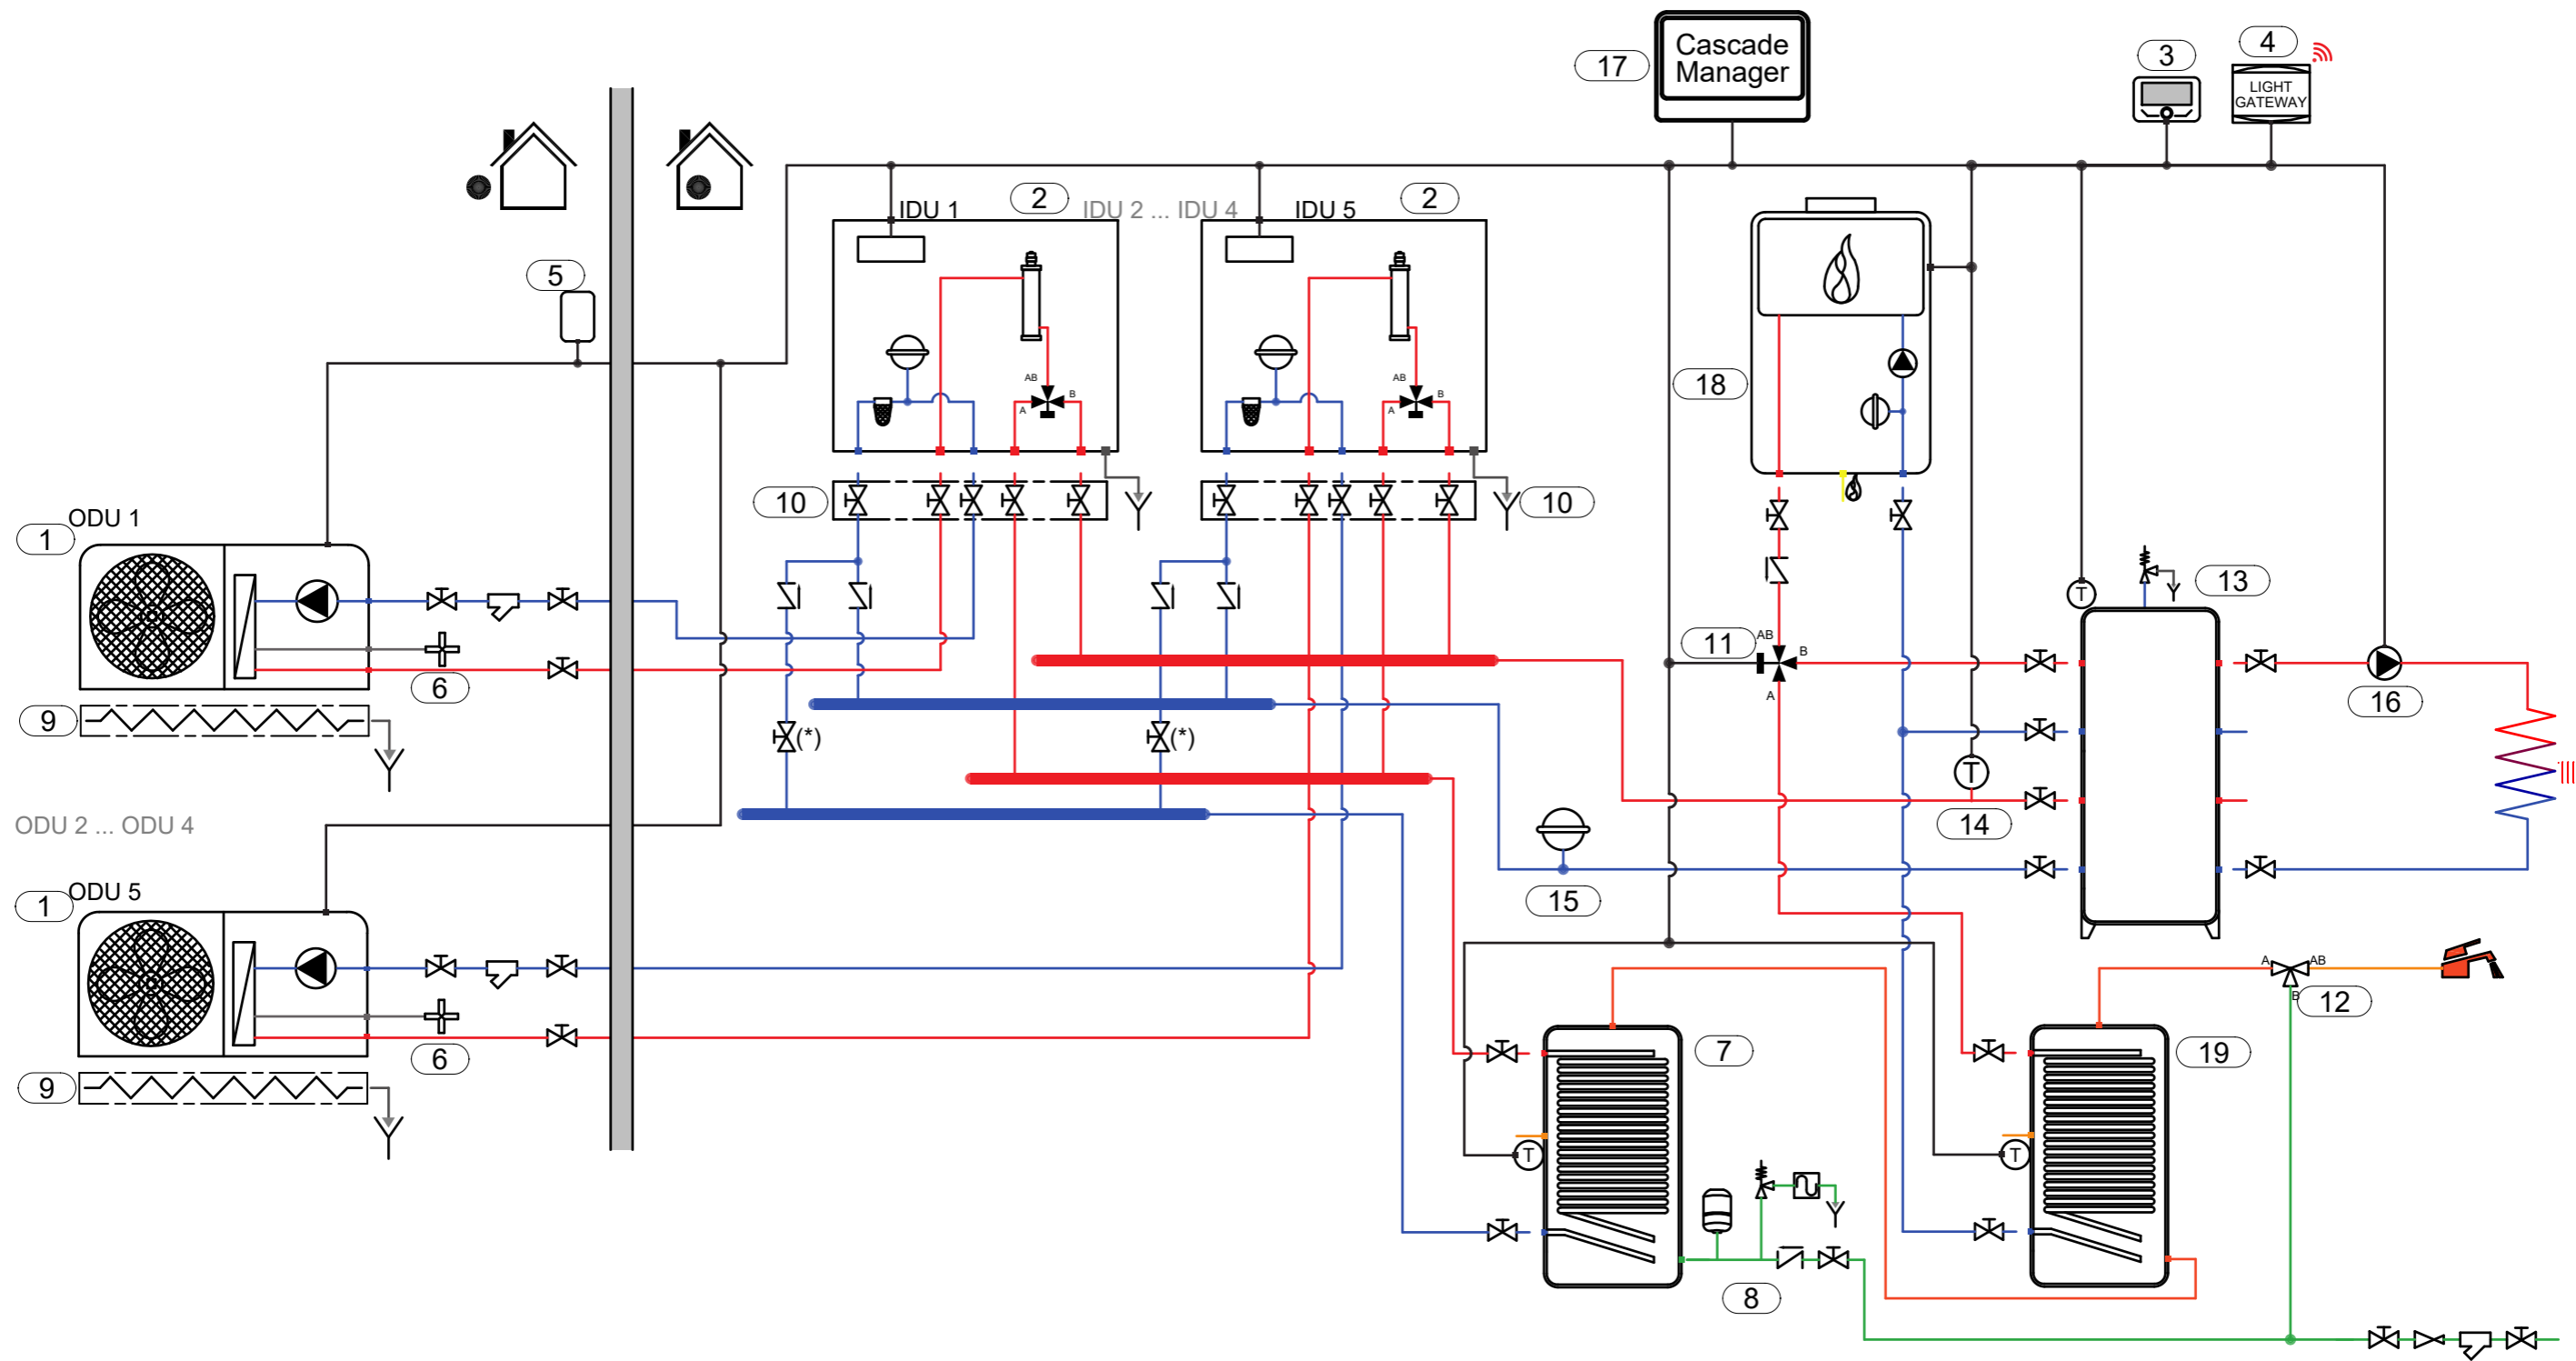 Cascade
Manager
17
3
4
LIGHT
GATEWAY
IDU 1
2
IDU 2 ... IDU 4
IDU 5
2
5
AB
A
B
AB
A
B
18
10
10
ODU 1
1
T
13
11
AB
B
A
6
9
16
(*)
(*)
T
14
ODU 2 ... ODU 4
15
ODU 5
1
A
AB
B
12
6
7
19
9
T
T
8